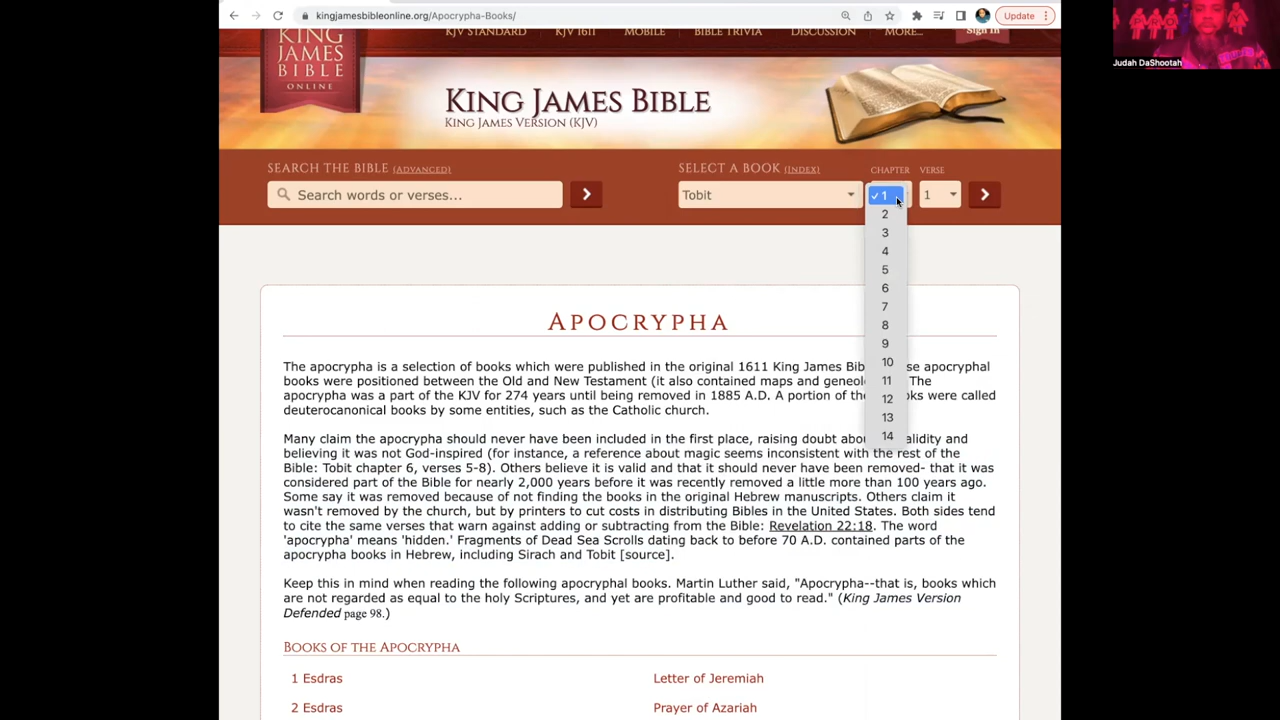 kingjamesbibleonline.org/Apocrypha-Books/
Update
KING
JAMES
BIBLE
ONLINE
KJV STANDARD KJV 1611 MOBILE BIBLE TRIVIA DISCUSSION MORE... Sign In
KING JAMES BIBLE
KING JAMES VERSION (KJV)
Judah DaShootah
SEARCH THE BIBLE (ADVANCED)
Search words or verses...
SELECT A BOOK (INDEX) CHAPTER VERSE
Tobit 1 1
2
3
4
5
6
7
8
9
10
11
12
13
14
APOCRYPHA
The apocrypha is a selection of books which were published in the original 1611 King James Bib se apocryphal
books were positioned between the Old and New Testament (it also contained maps and geneol The
apocrypha was a part of the KJV for 274 years until being removed in 1885 A.D. A portion of the oks were called
deuterocanonical books by some entities, such as the Catholic church.
Many claim the apocrypha should never have been included in the first place, raising doubt abou alidity and
believing it was not God-inspired (for instance, a reference about magic seems inconsistent with the rest of the
Bible: Tobit chapter 6, verses 5-8). Others believe it is valid and that it should never have been removed- that it was
considered part of the Bible for nearly 2,000 years before it was recently removed a little more than 100 years ago.
Some say it was removed because of not finding the books in the original Hebrew manuscripts. Others claim it
wasn't removed by the church, but by printers to cut costs in distributing Bibles in the United States. Both sides tend
to cite the same verses that warn against adding or subtracting from the Bible: Revelation 22:18. The word
'apocrypha' means 'hidden.' Fragments of Dead Sea Scrolls dating back to before 70 A.D. contained parts of the
apocrypha books in Hebrew, including Sirach and Tobit [source].
Keep this in mind when reading the following apocryphal books. Martin Luther said, "Apocrypha--that is, books which
are not regarded as equal to the holy Scriptures, and yet are profitable and good to read." (King James Version
Defended page 98.)
BOOKS OF THE APOCRYPHA
1 Esdras Letter of Jeremiah
2 Esdras Prayer of Azariah